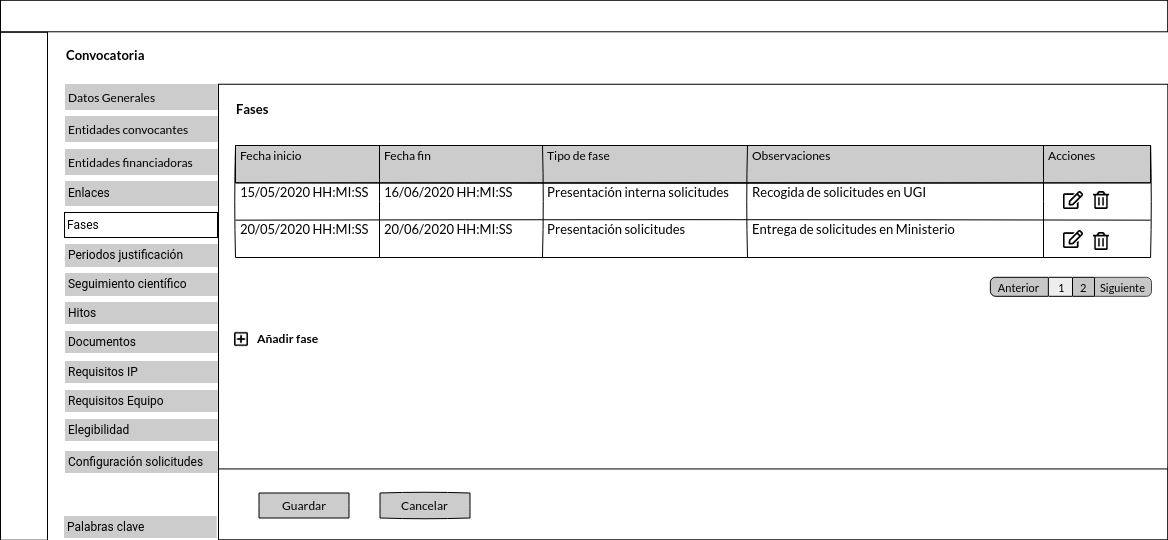 Convocatoria
Datos Generales
Entidades convocantes
Entidades financiadoras
Enlaces
Fases
Periodos justificación
Seguimiento científico
Hitos
Documentos
Requisitos IP
Requisitos Equipo
Elegibilidad
Configuración solicitudes
Palabras clave
Fases
Fecha inicio Fecha fin Tipo de fase Observaciones Acciones
15/05/2020 HH:MI:SS 16/06/2020 HH:MI:SS Presentación interna solicitudes Recogida de solicitudes en UGI
20/05/2020 HH:MI:SS 20/06/2020 HH:MI:SS Presentación solicitudes Entrega de solicitudes en Ministerio
Anterior 1 2 Siguiente
Añadir fase
Guardar Cancelar